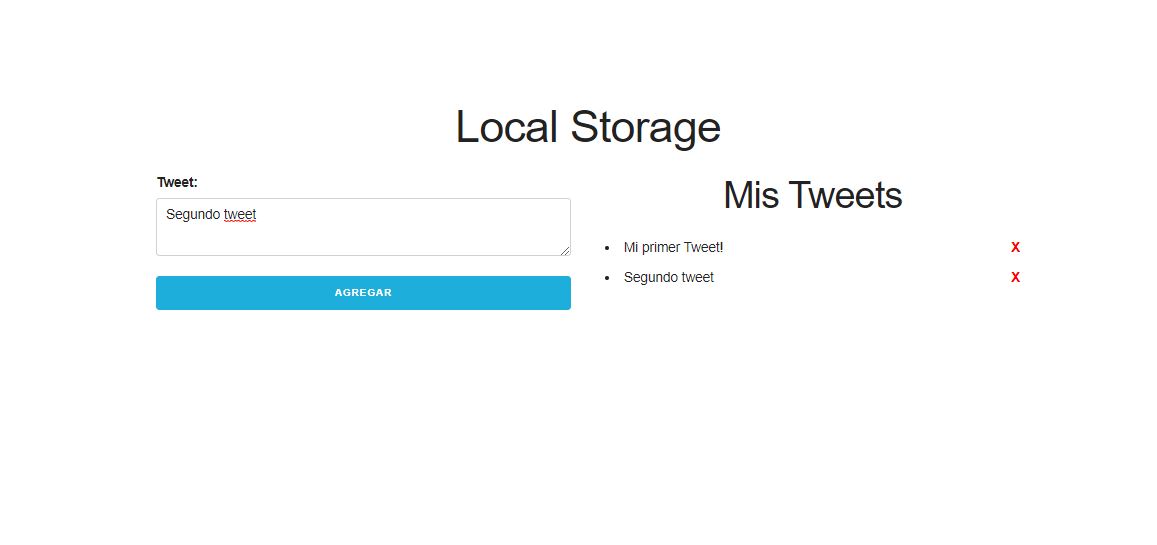 Local Storage
Tweet:
Segundo tweet
AGREGAR
Mis Tweets
Mi primer Tweet! X
Segundo tweet X